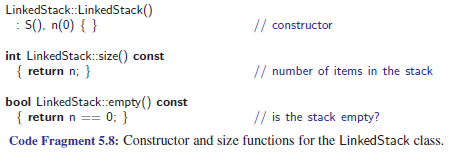 LinkedStack::LinkedStack()
: S(), n(0) { } // constructor
int LinkedStack::size() const
{ return n; } // number of items in the stack
bool LinkedStack::empty() const
{ return n == 0; } // is the stack empty?
Code Fragment 5.8: Constructor and size functions for the LinkedStack class.